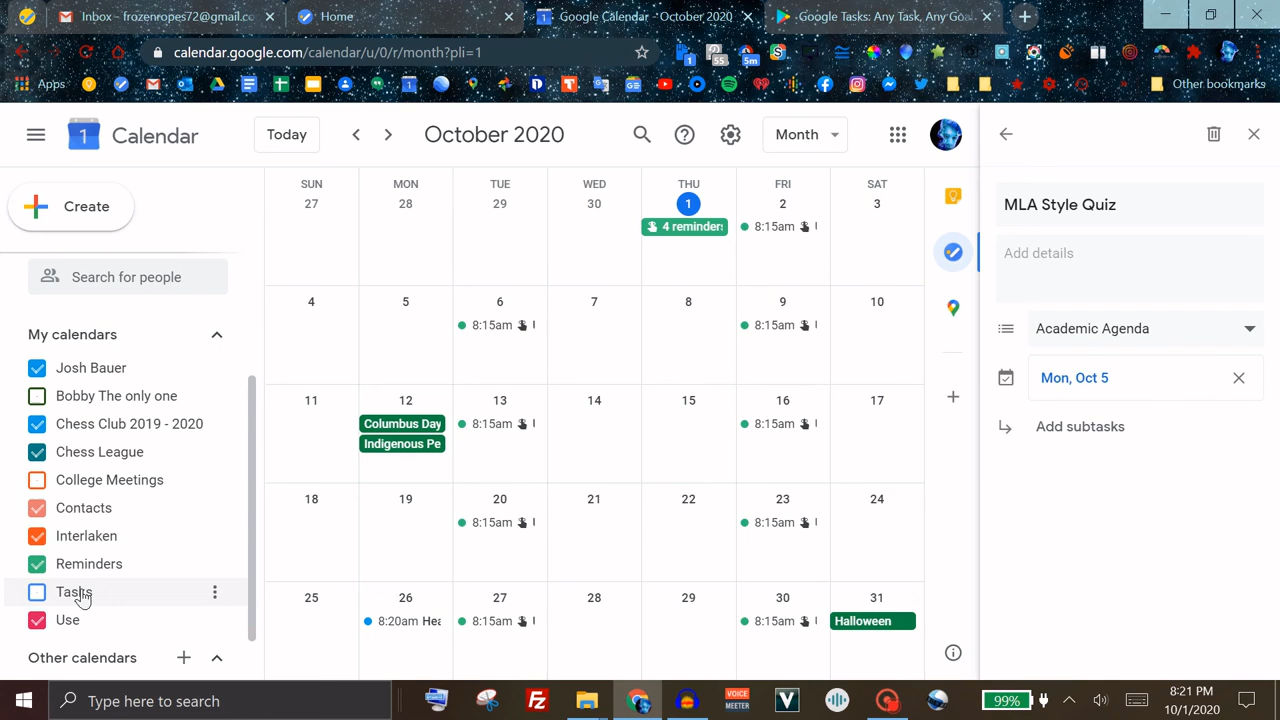 Inbox - frozenropes72@gmail.co
Home
Google Calendar - October 2020
Google Tasks: Any Task, Any Goa
calendar.google.com/calendar/u/0/r/month?pli=1
1
55
5m
Apps
Other bookmarks
1
Calendar
Today
October 2020
Month
Create
Search for people
My calendars
Josh Bauer
Bobby The only one
Chess Club 2019 - 2020
Chess League
College Meetings
Contacts
Interlaken
Reminders
Tasks
Use
Other calendars
SUN MON TUE WED THU FRI SAT
27 28 29 30 1 2 3
4 reminders
8:15am
4 5 6 7 8 9 10
8:15am 8:15am
11 12 13 14 15 16 17
Columbus Day
Indigenous Pe
8:15am 8:15am
18 19 20 21 22 23 24
8:15am 8:15am
25 26 27 28 29 30 31
8:20am Hea
8:15am 8:15am
Halloween
MLA Style Quiz
Add details
Academic Agenda
Mon, Oct 5
Add subtasks
Type here to search
VOICE
MEETER
99%
8:21 PM
10/1/2020